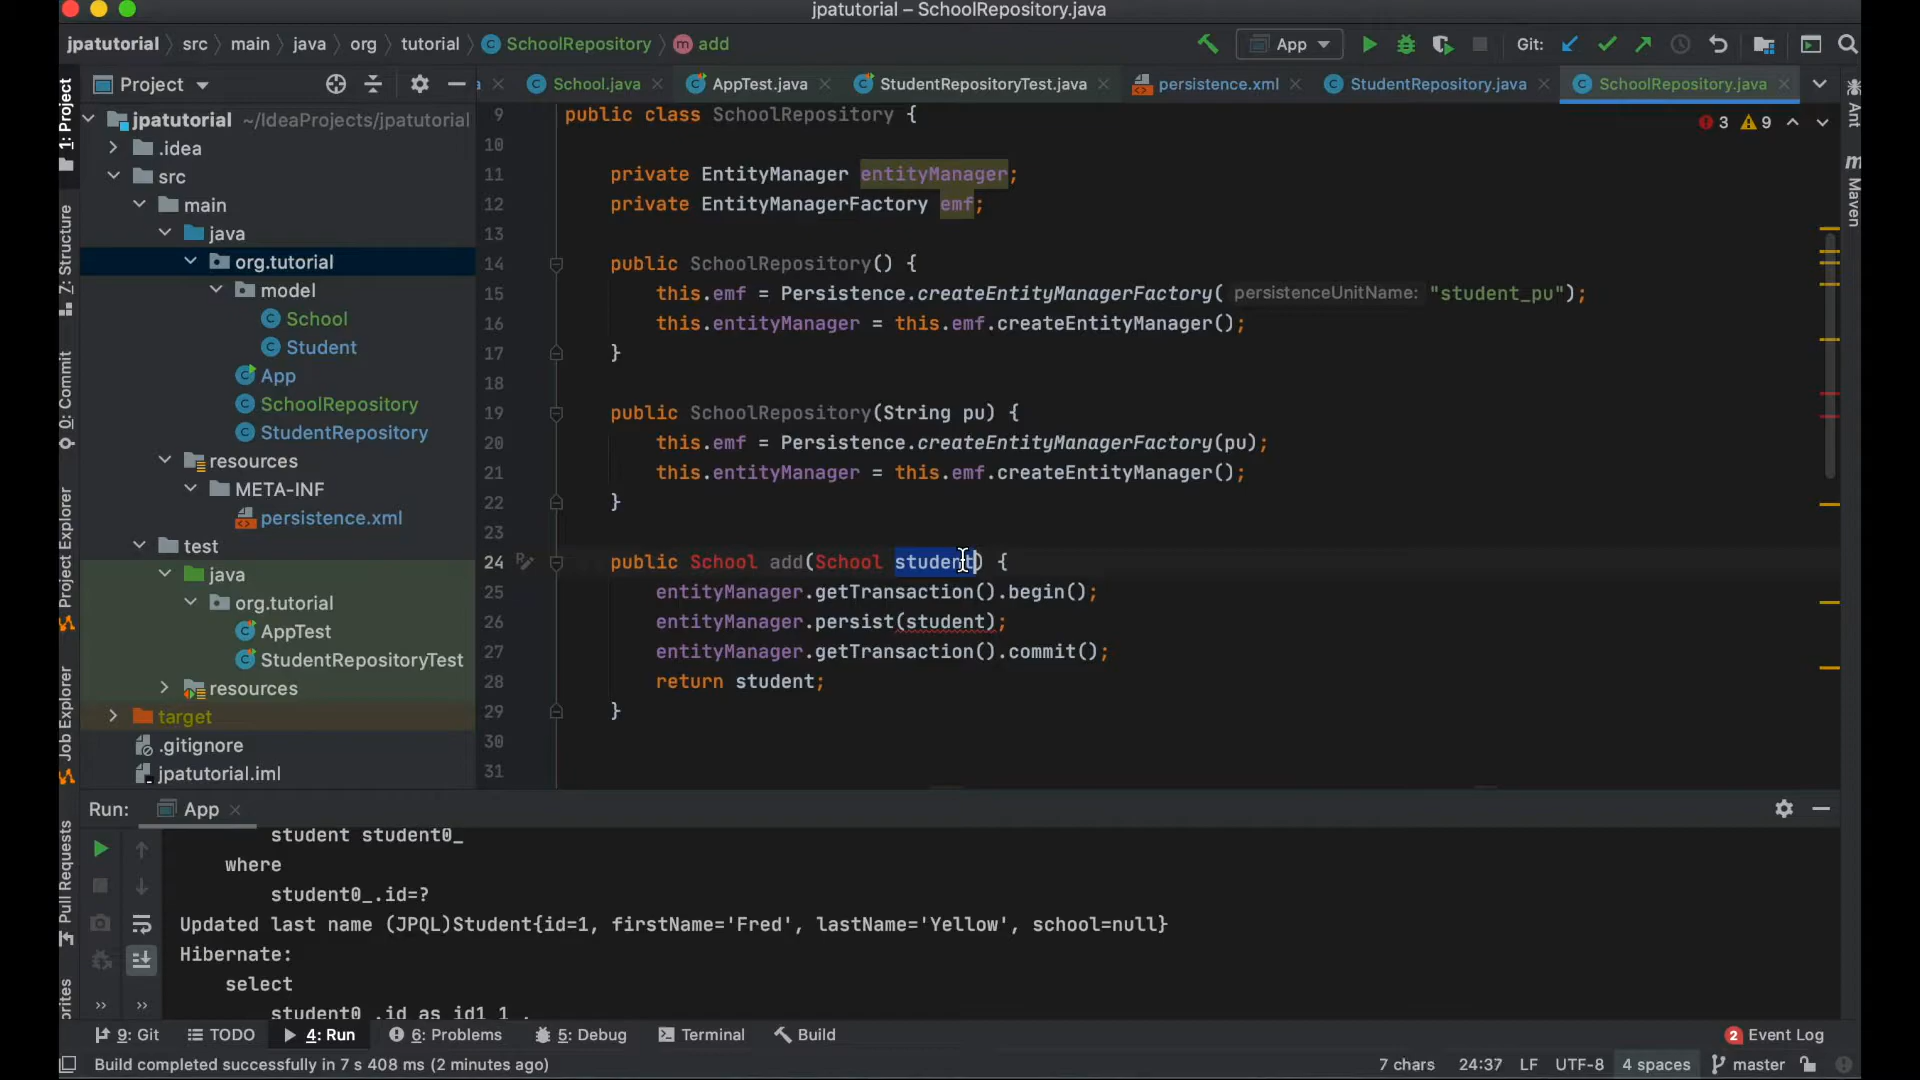 jpatutorial – SchoolRepository.java
jpatutorial
src
main
java
org
tutorial
SchoolRepository
add
App
Git:
Project
School.java
AppTest.java
StudentRepositoryTest.java
persistence.xml
StudentRepository.java
SchoolRepository.java
1: Project
7: Structure
0: Commit
Project Explorer
Job Explorer
Pull Requests
Ant
Maven
jpatutorial ~/IdeaProjects/jpatutorial
.idea
src
main
java
org.tutorial
model
School
Student
App
SchoolRepository
StudentRepository
resources
META-INF
persistence.xml
test
java
org.tutorial
AppTest
StudentRepositoryTest
resources
target
.gitignore
jpatutorial.iml
3 9
9 public class SchoolRepository {
10
11 private EntityManager entityManager;
12 private EntityManagerFactory emf;
13
14 public SchoolRepository() {
15 this.emf = Persistence.createEntityManagerFactory( persistenceUnitName: "student_pu");
16 this.entityManager = this.emf.createEntityManager();
17 }
18
19 public SchoolRepository(String pu) {
20 this.emf = Persistence.createEntityManagerFactory(pu);
21 this.entityManager = this.emf.createEntityManager();
22 }
23
24 public School add(School student) {
25 entityManager.getTransaction().begin();
26 entityManager.persist(student);
27 entityManager.getTransaction().commit();
28 return student;
29 }
30
31
Run: App
student student0_
where
student0_.id=?
Updated last name (JPQL)Student{id=1, firstName='Fred', lastName='Yellow', school=null}
Hibernate:
select
student0_.id as id1_1_,
9: Git
TODO
4: Run
6: Problems
5: Debug
Terminal
Build
2 Event Log
Build completed successfully in 7 s 408 ms (2 minutes ago)
7 chars
24:37
LF
UTF-8
4 spaces
master